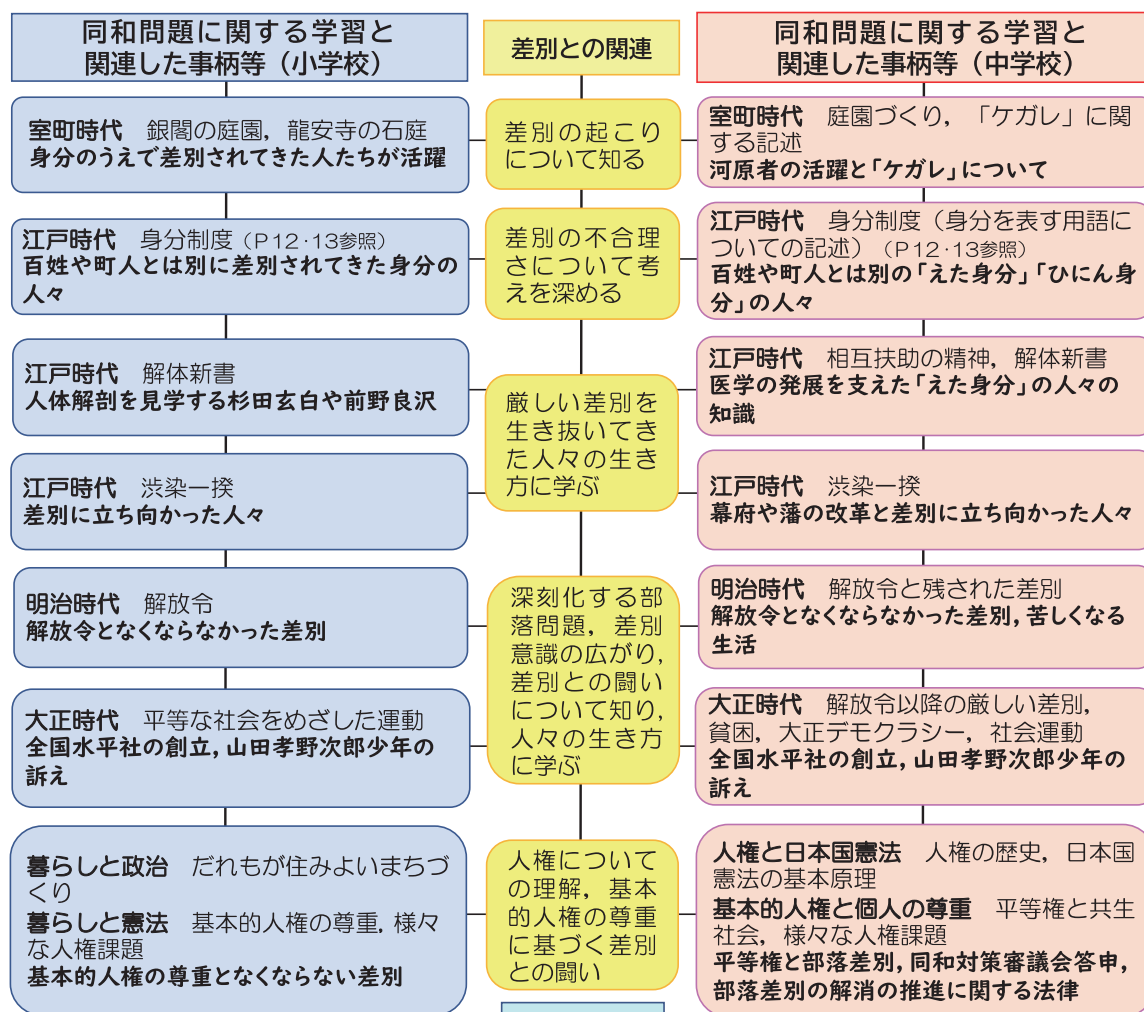 同和問題に関する学習と
関連した事柄等（小学校）
室町時代　銀閣の庭園，龍安寺の石庭
身分のうえで差別されてきた人たちが活躍
江戸時代　身分制度（Ｐ12・13参照）
百姓や町人とは別に差別されてきた身分の
人々
江戸時代　解体新書
人体解剖を見学する杉田玄白や前野良沢
江戸時代　渋染一揆
差別に立ち向かった人々
明治時代　解放令
解放令となくならなかった差別
大正時代　平等な社会をめざした運動
全国水平社の創立，山田孝野次郎少年の
訴え
暮らしと政治　だれもが住みよいまちづ
くり
暮らしと憲法　基本的人権の尊重，様々
な人権課題
基本的人権の尊重となくならない差別
差別との関連
差別の起こり
について知る
差別の不合理
さについて考
えを深める
厳しい差別を
生き抜いてき
た人々の生き
方に学ぶ
深刻化する部
落問題，差別
意識の広がり，
差別との闘い
について知り，
人々の生き方
に学ぶ
人権について
の理解，基本
的人権の尊重
に基づく差別
との闘い
同和問題に関する学習と
関連した事柄等（中学校）
室町時代　庭園づくり，「ケガレ」に関
する記述
河原者の活躍と「ケガレ」について
江戸時代　身分制度（身分を表す用語に
ついての記述）（Ｐ12・13参照）
百姓や町人とは別の「えた身分」「ひにん身
分」の人々
江戸時代　相互扶助の精神，解体新書
医学の発展を支えた「えた身分」の人々の
知識
江戸時代　渋染一揆
幕府や藩の改革と差別に立ち向かった人々
明治時代　解放令と残された差別
解放令となくならなかった差別，苦しくなる
生活
大正時代　解放令以降の厳しい差別，
貧困，大正デモクラシー，社会運動
全国水平社の創立，山田孝野次郎少年の
訴え
人権と日本国憲法　人権の歴史，日本国
憲法の基本原理
基本的人権と個人の尊重　平等権と共生
社会，様々な人権課題
平等権と部落差別，同和対策審議会答申，
部落差別の解消の推進に関する法律